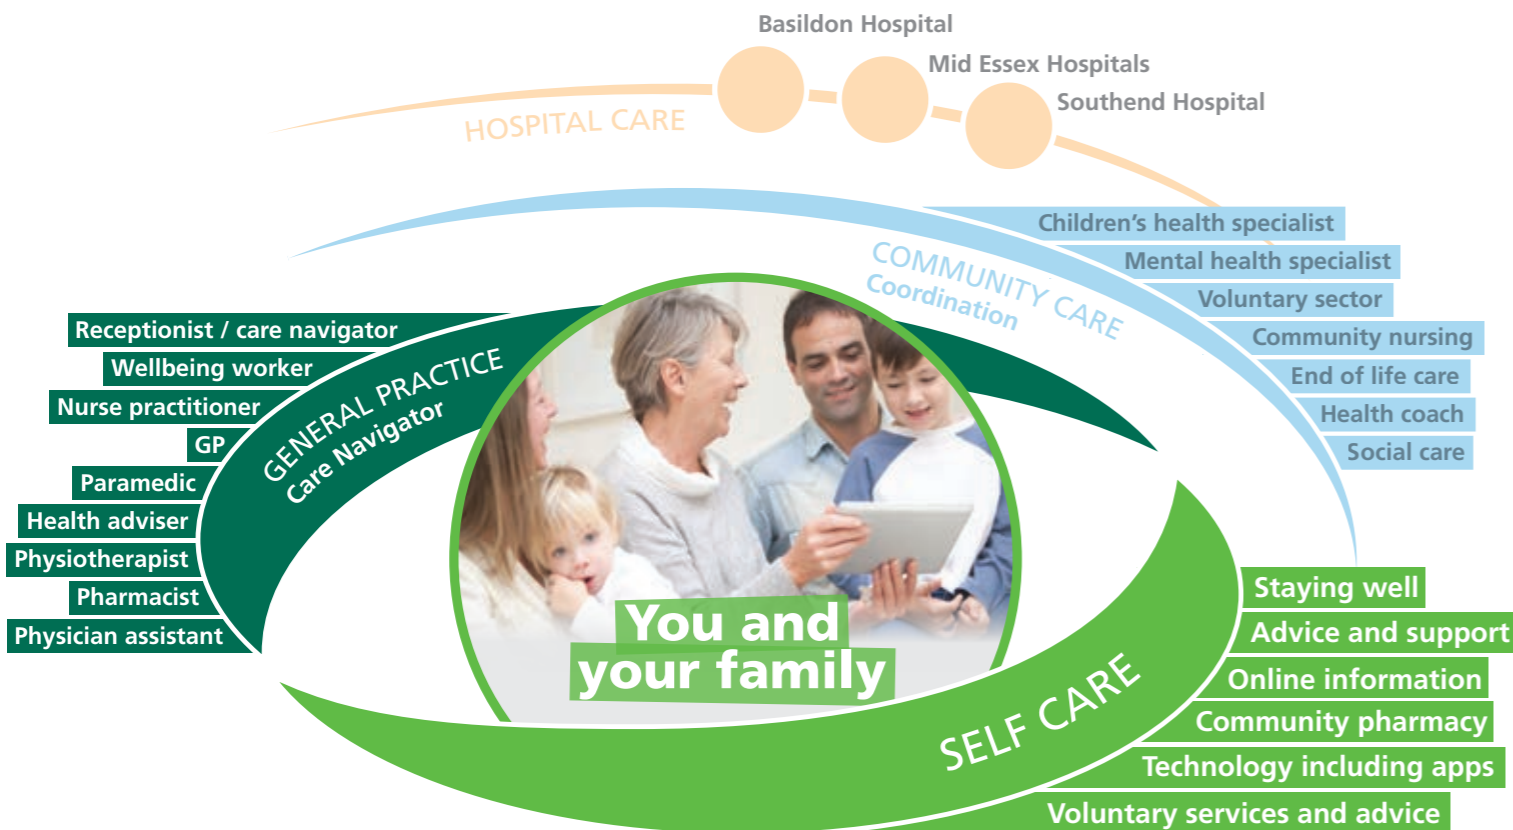 Basildon Hospital
Mid Essex Hospitals
Southend Hospital
HOSPITAL CARE
Children's health specialist
Mental health specialist
Voluntary sector
Community nursing
End of life care
Health coach
Social care
COMMUNITY CARE
Coordination
Receptionist / care navigator
Wellbeing worker
Nurse practitioner
GP
Paramedic
Health adviser
Physiotherapist
Pharmacist
Physician assistant
GENERAL PRACTICE
Care Navigator
You and
your family
SELF CARE
Staying well
Advice and support
Online information
Community pharmacy
Technology including apps
Voluntary services and advice